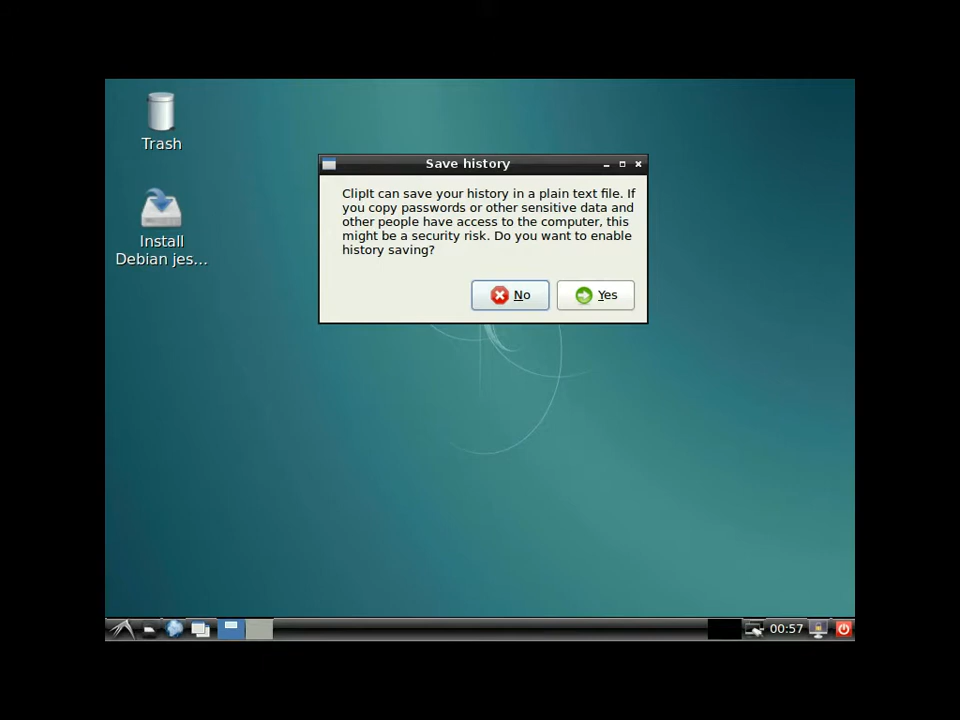 Trash
Install
Debian jes...
Save history
ClipIt can save your history in a plain text file. If
you copy passwords or other sensitive data and
other people have access to the computer, this
might be a security risk. Do you want to enable
history saving?
No
Yes
00:57